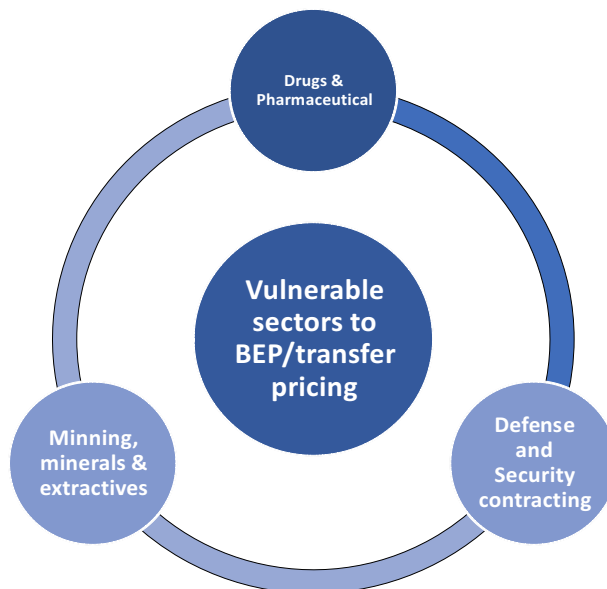 Drugs &
Pharmaceutical
Vulnerable
sectors to
BEP/transfer
pricing
Minning,
minerals &
extractives
Defense
and
Security
contracting